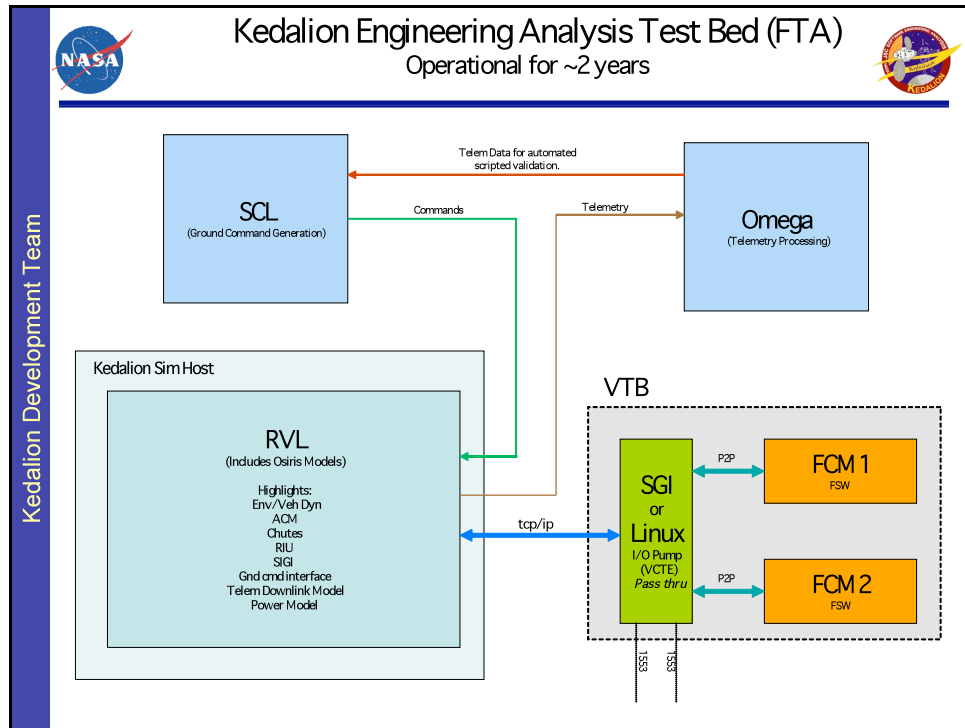 Kedalion Engineering Analysis Test Bed (FTA)
Operational for ~2 years
NASA
KEDALION
Kedalion Development Team
Telem Data for automated
scripted validation.
SCL
(Ground Command Generation)
Commands
Telemetry
Omega
(Telemetry Processing)
Kedalion Sim Host
RVL
(Includes Osiris Models)
Highlights:
Env/Veh Dyn
ACM
Chutes
RIU
SIGI
Gnd cmd interface
Telem Downlink Model
Power Model
tcp/ip
VTB
SGI
or
Linux
I/O Pump
(VCTE)
Pass thru
P2P
FCM 1
FSW
P2P
FCM 2
FSW
1553
1553